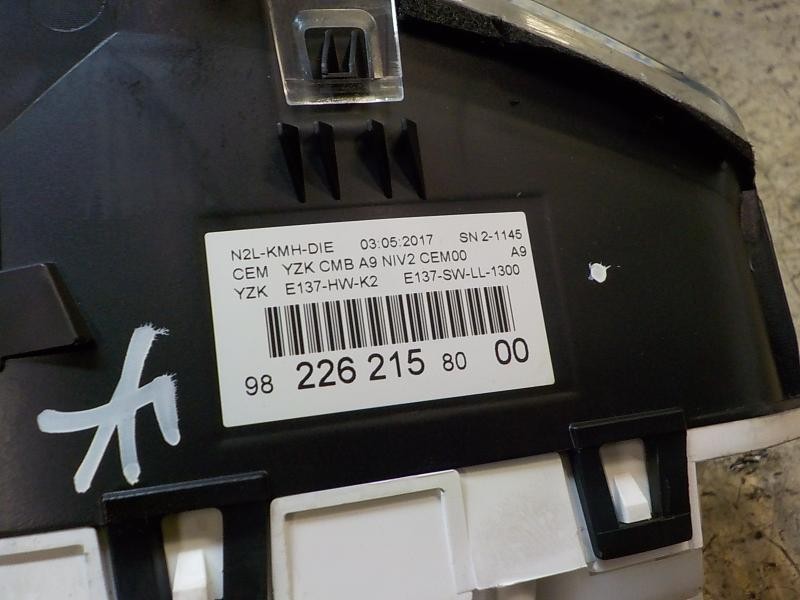 N2L-KMH-DIE 03:05:2017 SN 2-1145
CEM YZK CMB A9 NIV2 CEM00 A9
YZK E137-HW-K2 E137-SW-LL-1300
98 226 215 80 00